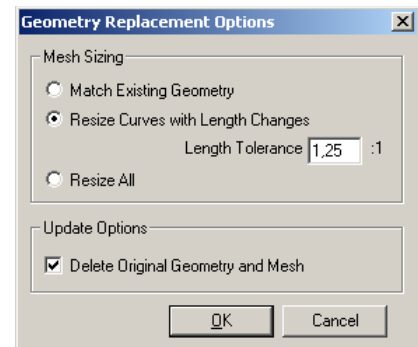 Geometry Replacement Options
Mesh Sizing
Match Existing Geometry
Resize Curves with Length Changes
Length Tolerance 1,25 :1
Resize All
Update Options
Delete Original Geometry and Mesh
OK Cancel